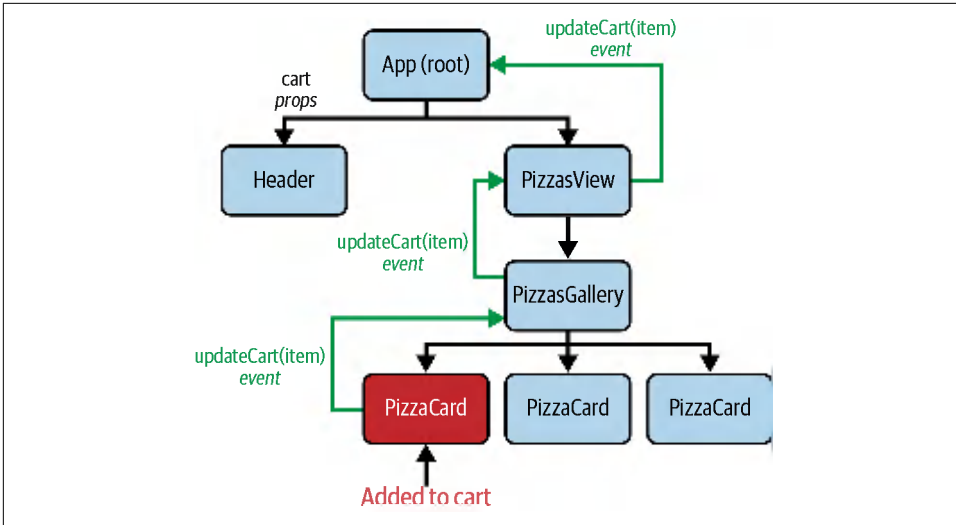 updateCart(item)
event
App (root)
cart
props
Header
PizzasView
updateCart(item)
event
PizzasGallery
updateCart(item)
event
PizzaCard
PizzaCard
PizzaCard
Added to cart